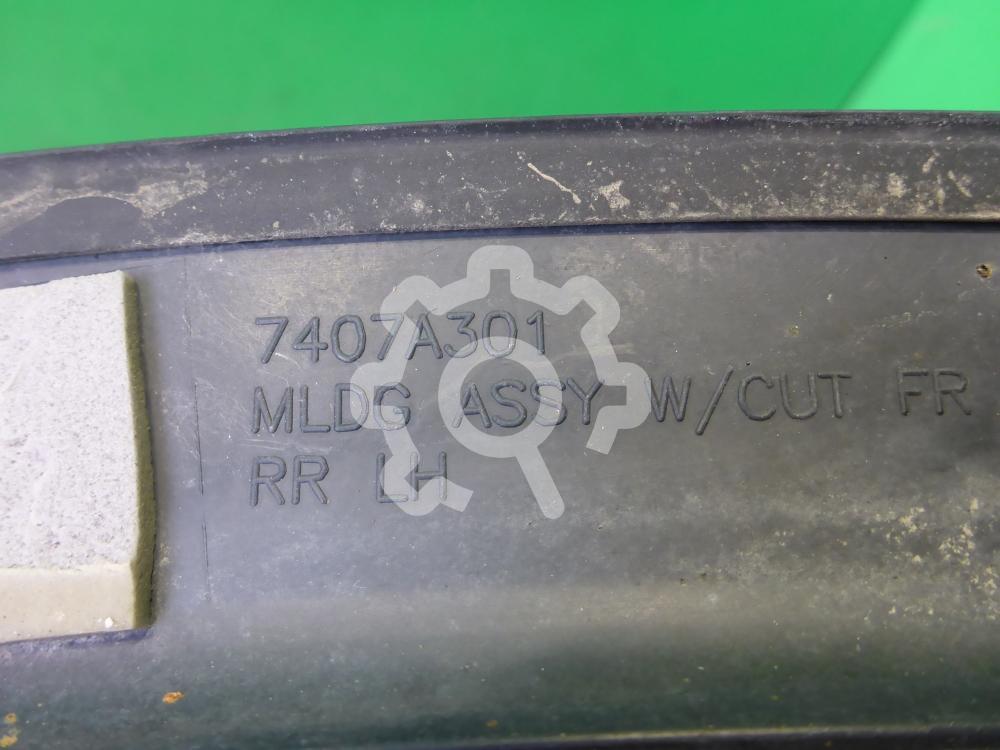 7407A301
MLDG ASSY W/CUT FR
RR LH